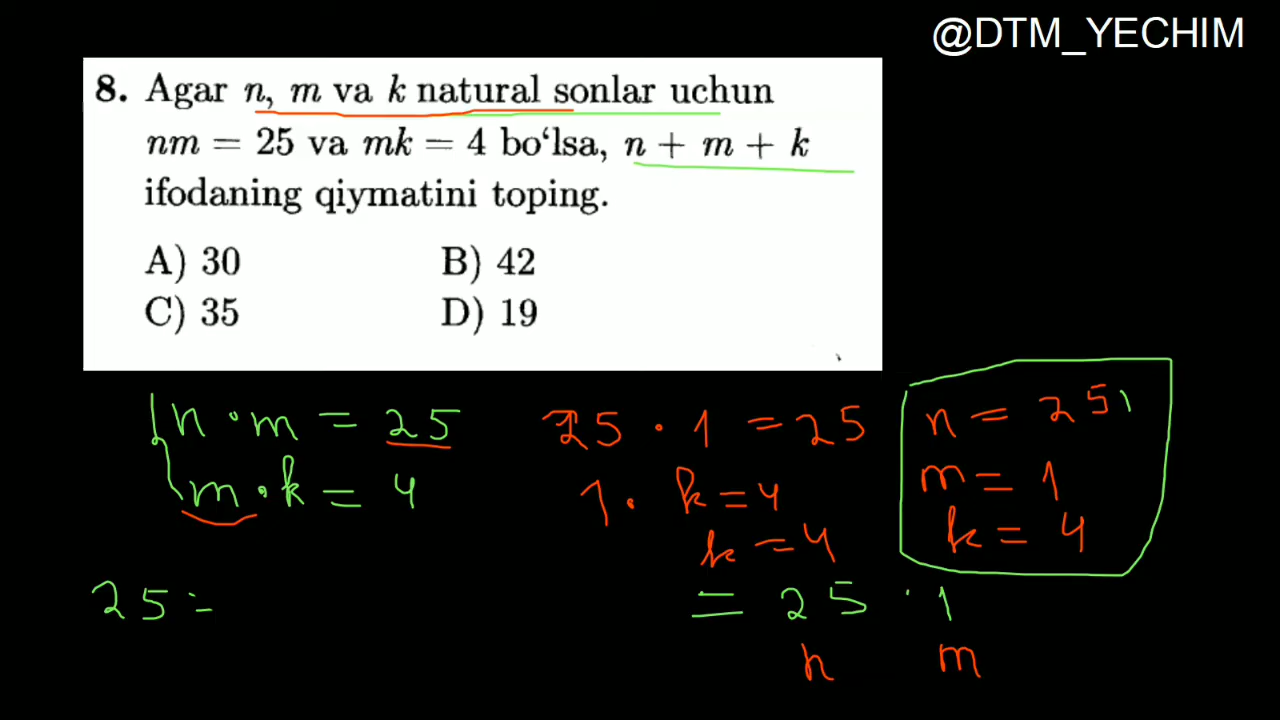 @DTM_YECHIM
8. Agar n, m va k natural sonlar uchun
nm = 25 va mk = 4 bo‘lsa, n + m + k
ifodaning qiymatini toping.
A) 30 B) 42
C) 35 D) 19
n · m = 25
m · k = 4
25 =
25 · 1 = 25
1 · k = 4
k = 4
= 25 · 1
n m
n = 25
m = 1
k = 4